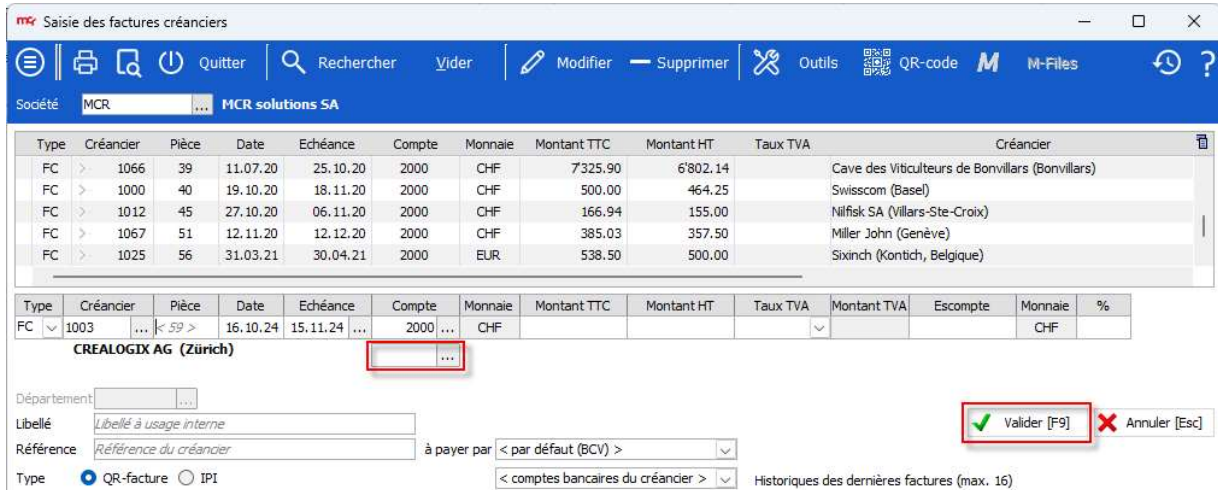 mcr Saisie des factures créanciers
Quitter Rechercher Vider Modifier Supprimer Outils QR-code M M-Files ?
Société MCR ... MCR solutions SA
Type Créancier Pièce Date Echéance Compte Monnaie Montant TTC Montant HT Taux TVA Créancier
FC > 1066 39 11.07.20 25.10.20 2000 CHF 7'325.90 6'802.14 Cave des Viticulteurs de Bonvillars (Bonvillars)
FC > 1000 40 19.10.20 18.11.20 2000 CHF 500.00 464.25 Swisscom (Basel)
FC > 1012 45 27.10.20 06.11.20 2000 CHF 166.94 155.00 Nilfisk SA (Villars-Ste-Croix)
FC > 1067 51 12.11.20 12.12.20 2000 CHF 385.03 357.50 Miller John (Genève)
FC > 1025 56 31.03.21 30.04.21 2000 EUR 538.50 500.00 Sixinch (Kontich, Belgique)
Type Créancier Pièce Date Echéance Compte Monnaie Montant TTC Montant HT Taux TVA Montant TVA Escompte Monnaie %
FC 1003 ... < 59 > 16.10.24 15.11.24 ... 2000 ... CHF CHF
CREALOGIX AG (Zürich) ...
Département ...
Libellé Libellé à usage interne Valider [F9] Annuler [Esc]
Référence Référence du créancier à payer par < par défaut (BCV) >
Type QR-facture IPI < comptes bancaires du créancier > Historiques des dernières factures (max. 16)